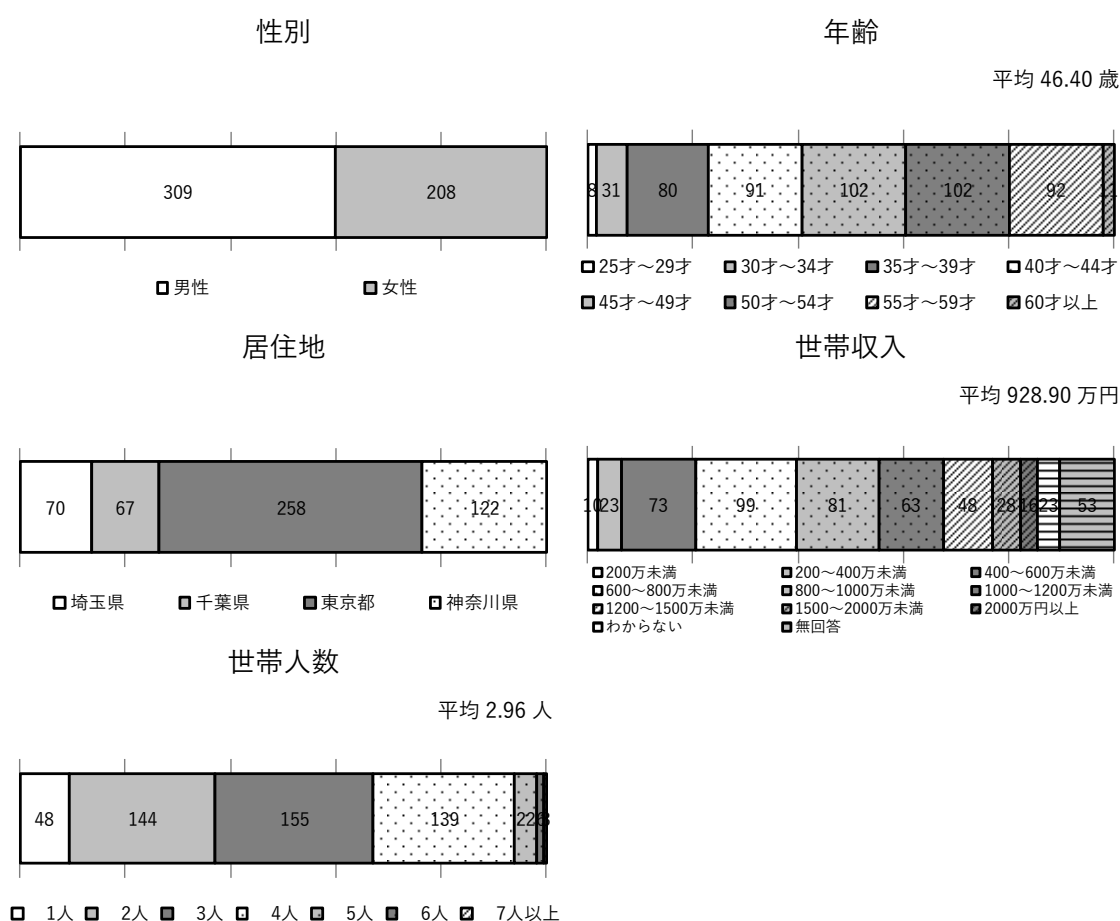 性別
309 208
男性 女性
年齢
平均 46.40 歳
8 31 80 91 102 102 92 11
25才～29才 30才～34才 35才～39才 40才～44才
45才～49才 50才～54才 55才～59才 60才以上
居住地
70 67 258 122
埼玉県 千葉県 東京都 神奈川県
世帯収入
平均 928.90 万円
10 23 73 99 81 63 48 28 16 23 53
200万未満 200～400万未満 400～600万未満
600～800万未満 800～1000万未満 1000～1200万未満
1200～1500万未満 1500～2000万未満 2000万円以上
わからない 無回答
世帯人数
平均 2.96 人
48 144 155 139 22 6 3
1人 2人 3人 4人 5人 6人 7人以上